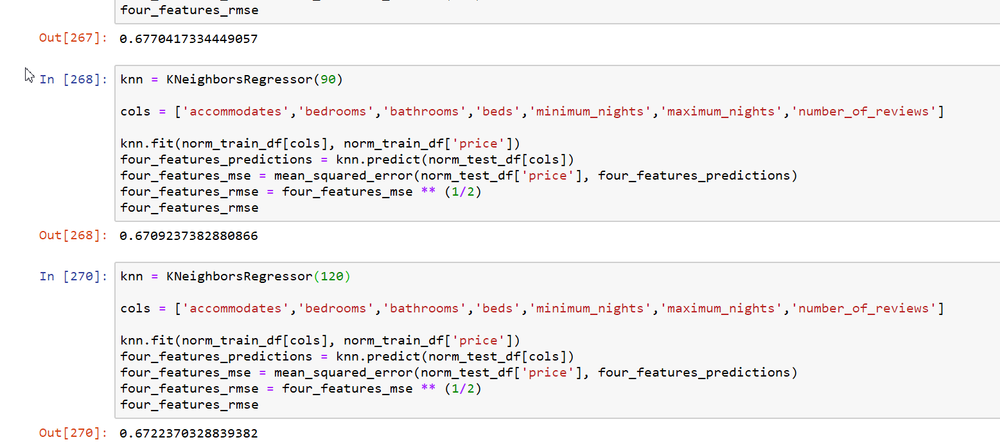 four_features_rmse
Out[267]: 0.6770417334449057
In [268]: knn = KNeighborsRegressor(90)
cols = ['accommodates','bedrooms','bathrooms','beds','minimum_nights','maximum_nights','number_of_reviews']
knn.fit(norm_train_df[cols], norm_train_df['price'])
four_features_predictions = knn.predict(norm_test_df[cols])
four_features_mse = mean_squared_error(norm_test_df['price'], four_features_predictions)
four_features_rmse = four_features_mse ** (1/2)
four_features_rmse
Out[268]: 0.6709237382880866
In [270]: knn = KNeighborsRegressor(120)
cols = ['accommodates','bedrooms','bathrooms','beds','minimum_nights','maximum_nights','number_of_reviews']
knn.fit(norm_train_df[cols], norm_train_df['price'])
four_features_predictions = knn.predict(norm_test_df[cols])
four_features_mse = mean_squared_error(norm_test_df['price'], four_features_predictions)
four_features_rmse = four_features_mse ** (1/2)
four_features_rmse
Out[270]: 0.6722370328839382